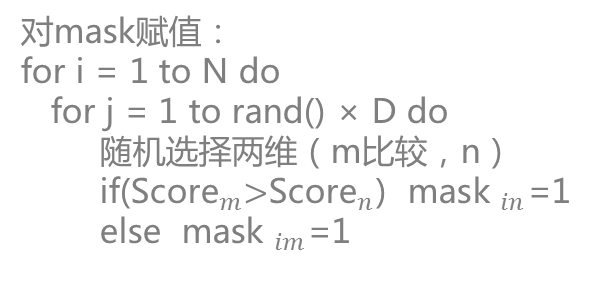 对mask赋值：
for i = 1 to N do
for j = 1 to rand() × D do
随机选择两维（m比较，n）
if(Scoreₘ>Scoreₙ） mask ᵢₙ =1
else mask ᵢₘ =1